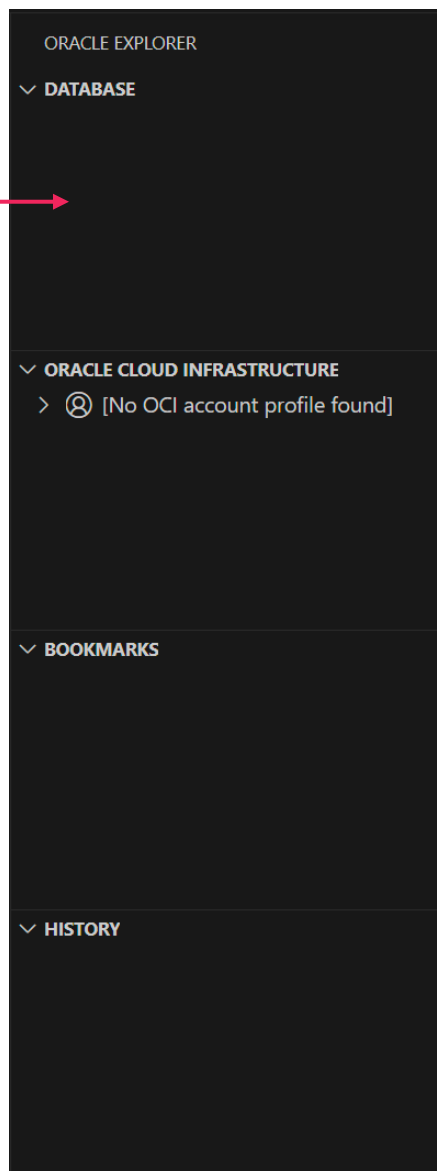 ORACLE EXPLORER
DATABASE
ORACLE CLOUD INFRASTRUCTURE
[No OCI account profile found]
BOOKMARKS
HISTORY